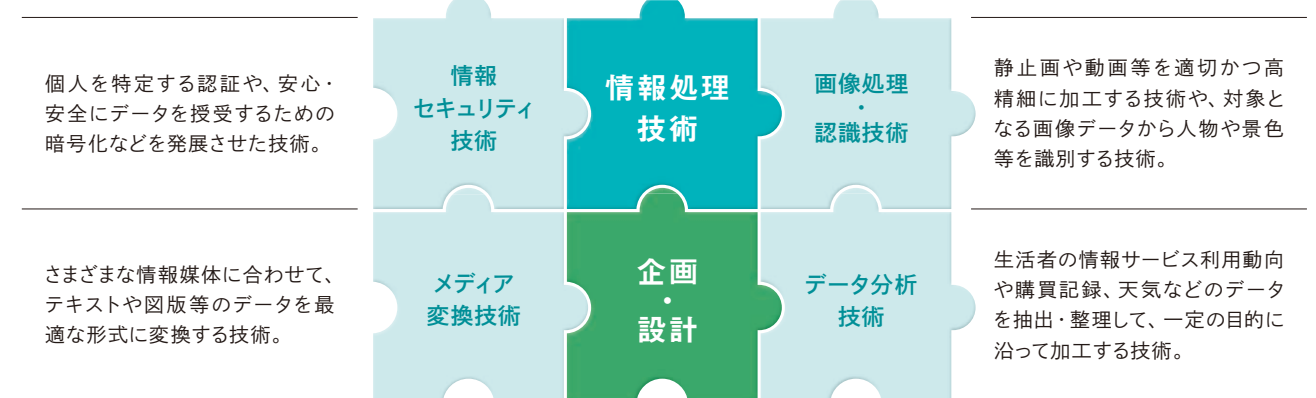 個人を特定する認証や、安心・
安全にデータを授受するための
暗号化などを発展させた技術。
情報
セキュリティ
技術
情報処理
技術
画像処理
・
認識技術
静止画や動画等を適切かつ高
精細に加工する技術や、対象と
なる画像データから人物や景色
等を識別する技術。
さまざまな情報媒体に合わせて、
テキストや図版等のデータを最
適な形式に変換する技術。
メディア
変換技術
企画
・
設計
データ分析
技術
生活者の情報サービス利用動向
や購買記録、天気などのデータ
を抽出・整理して、一定の目的に
沿って加工する技術。